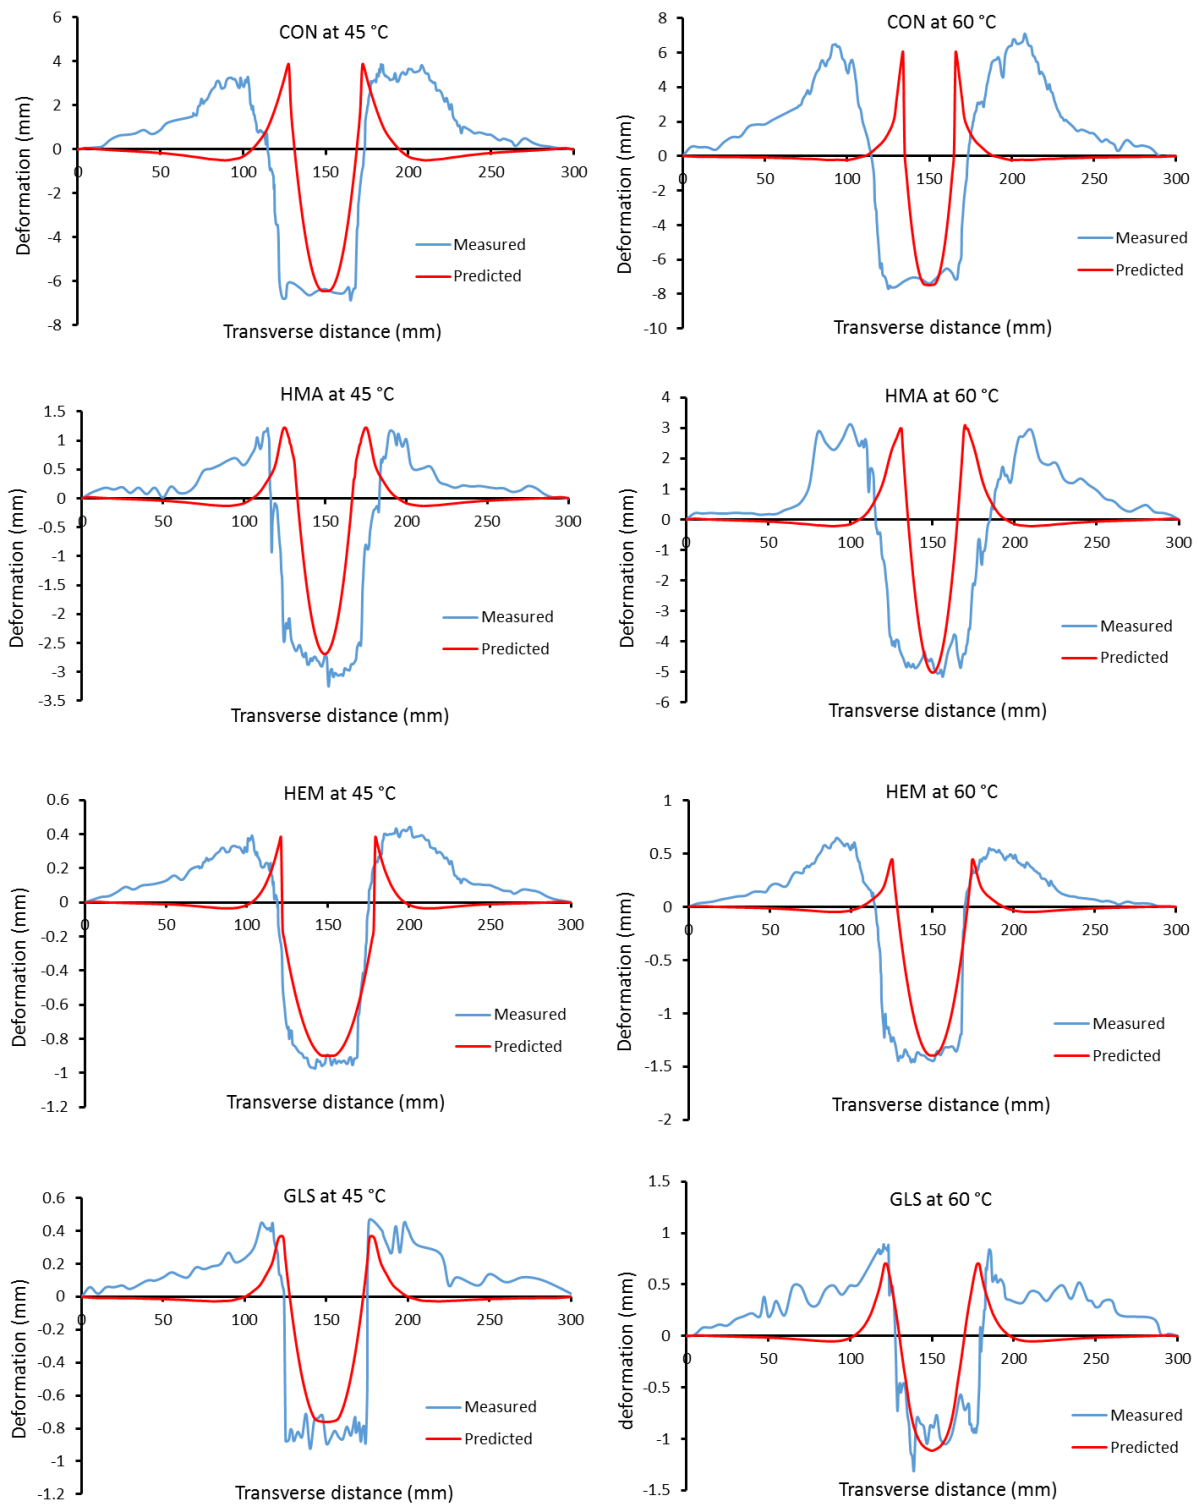 CON at 45 °C
6
4
2
0
-2
-4
-6
-8
0 50 100 150 200 250 300
Deformation (mm)
Measured
Predicted
Transverse distance (mm)
CON at 60 °C
8
6
4
2
0
-2
-4
-6
-8
-10
0 50 100 150 200 250 300
Deformation (mm)
Measured
Predicted
Transverse distance (mm)
HMA at 45 °C
1.5
1
0.5
0
-0.5
-1
-1.5
-2
-2.5
-3
-3.5
0 50 100 150 200 250 300
Deformation (mm)
Measured
Predicted
Transverse distance (mm)
HMA at 60 °C
4
3
2
1
0
-1
-2
-3
-4
-5
-6
0 50 100 150 200 250 300
Deformation (mm)
Measured
Predicted
Transverse distance (mm)
HEM at 45 °C
0.6
0.4
0.2
0
-0.2
-0.4
-0.6
-0.8
-1
-1.2
0 50 100 150 200 250 300
Deformation (mm)
Measured
Predicted
Transverse distance (mm)
HEM at 60 °C
1
0.5
0
-0.5
-1
-1.5
-2
0 50 100 150 200 250 300
Deformation (mm)
Measured
Predicted
Transverse distance (mm)
GLS at 45 °C
0.6
0.4
0.2
0
-0.2
-0.4
-0.6
-0.8
-1
-1.2
0 50 100 150 200 250 300
Deformation (mm)
Measured
Predicted
Transverse distance (mm)
GLS at 60 °C
1.5
1
0.5
0
-0.5
-1
-1.5
0 50 100 150 200 250 300
deformation (mm)
Measured
Predicted
Transverse distance (mm)